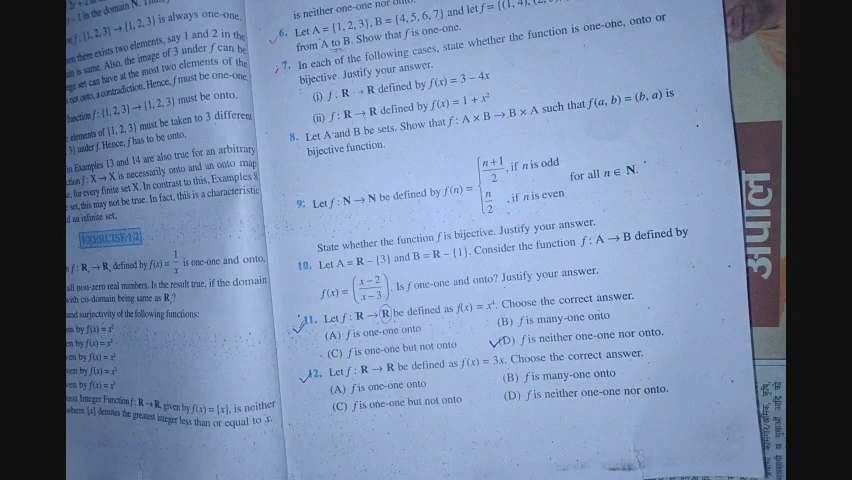 in the domain N.
f : {1, 2, 3} → {1, 2, 3} is always one-one.
there exists two elements, say 1 and 2 in the
is same. Also, the image of 3 under f can be
set can have at the most two elements of the
not onto, a contradiction. Hence, f must be one-one.
function f : {1, 2, 3} → {1, 2, 3} must be onto.
elements of {1, 2, 3} must be taken to 3 different
3} under f. Hence, f has to be onto.
in Examples 13 and 14 are also true for an arbitrary
f : X → X is necessarily onto and an onto map
, for every finite set X. In contrast to this, Examples 8
set, this may not be true. In fact, this is a characteristic
an infinite set.
EXERCISE 1.2
f : R* → R* defined by f(x) = 1/x is one-one and onto,
all non-zero real numbers. Is the result true, if the domain
with co-domain being same as R*?
and surjectivity of the following functions:
by f(x) = x²
by f(x) = x²
by f(x) = x²
by f(x) = x³
by f(x) = x³
Integer Function f : R → R, given by f(x) = [x], is neither
where [x] denotes the greatest integer less than or equal to x.
is neither one-one nor onto.
6. Let A = {1, 2, 3}, B = {4, 5, 6, 7} and let f = {(1, 4), (2,
from A to B. Show that f is one-one.
7. In each of the following cases, state whether the function is one-one, onto or
bijective. Justify your answer.
(i) f : R → R defined by f(x) = 3 – 4x
(ii) f : R → R defined by f(x) = 1 + x²
8. Let A and B be sets. Show that f : A × B → B × A such that f(a, b) = (b, a) is
bijective function.
9. Let f : N → N be defined by f(n) = { (n+1)/2 , if n is odd
n/2 , if n is even
for all n ∈ N.
State whether the function f is bijective. Justify your answer.
10. Let A = R – {3} and B = R – {1}. Consider the function f : A → B defined by
f(x) = ((x–2)/(x–3)). Is f one-one and onto? Justify your answer.
11. Let f : R → R be defined as f(x) = x⁴. Choose the correct answer.
(A) f is one-one onto
(B) f is many-one onto
(C) f is one-one but not onto
(D) f is neither one-one nor onto.
12. Let f : R → R be defined as f(x) = 3x. Choose the correct answer.
(A) f is one-one onto
(B) f is many-one onto
(C) f is one-one but not onto
(D) f is neither one-one nor onto.
अपील